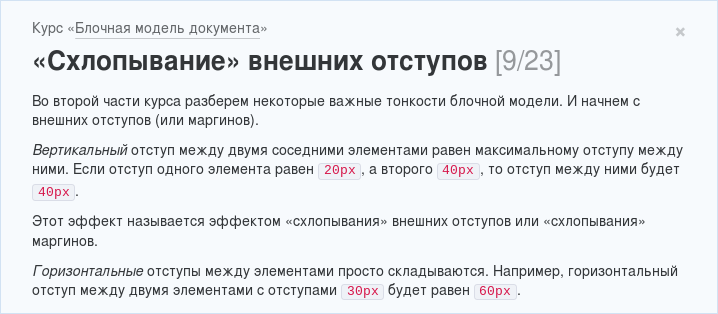 Курс «Блочная модель документа»
×
«Схлопывание» внешних отступов [9/23]
Во второй части курса разберем некоторые важные тонкости блочной модели. И начнем с
внешних отступов (или маргинов).
Вертикальный отступ между двумя соседними элементами равен максимальному отступу между
ними. Если отступ одного элемента равен 20px, а второго 40px, то отступ между ними будет
40px.
Этот эффект называется эффектом «схлопывания» внешних отступов или «схлопывания»
маргинов.
Горизонтальные отступы между элементами просто складываются. Например, горизонтальный
отступ между двумя элементами с отступами 30px будет равен 60px.